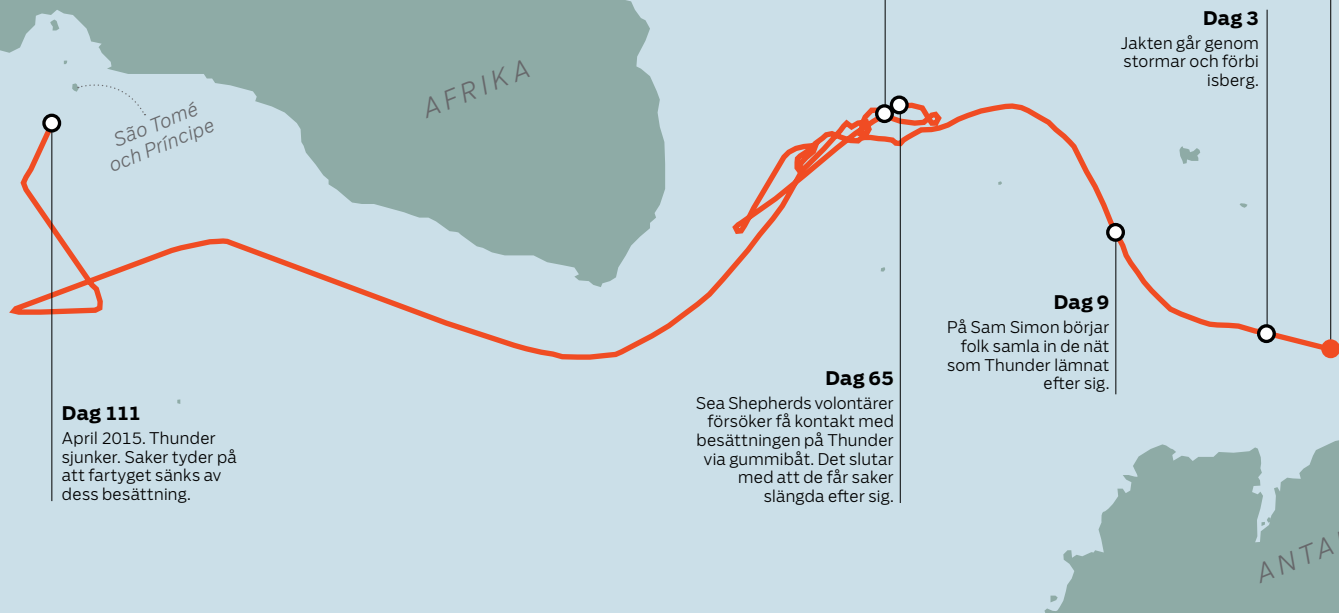 Dag 3
Jakten går genom
stormar och förbi
isberg.
AFRIKA
São Tomé
och Príncipe
Dag 9
På Sam Simon börjar
folk samla in de nät
som Thunder lämnat
efter sig.
Dag 65
Sea Shepherds volontärer
försöker få kontakt med
besättningen på Thunder
via gummibåt. Det slutar
med att de får saker
slängda efter sig.
Dag 111
April 2015. Thunder
sjunker. Saker tyder på
att fartyget sänks av
dess besättning.
ANTA